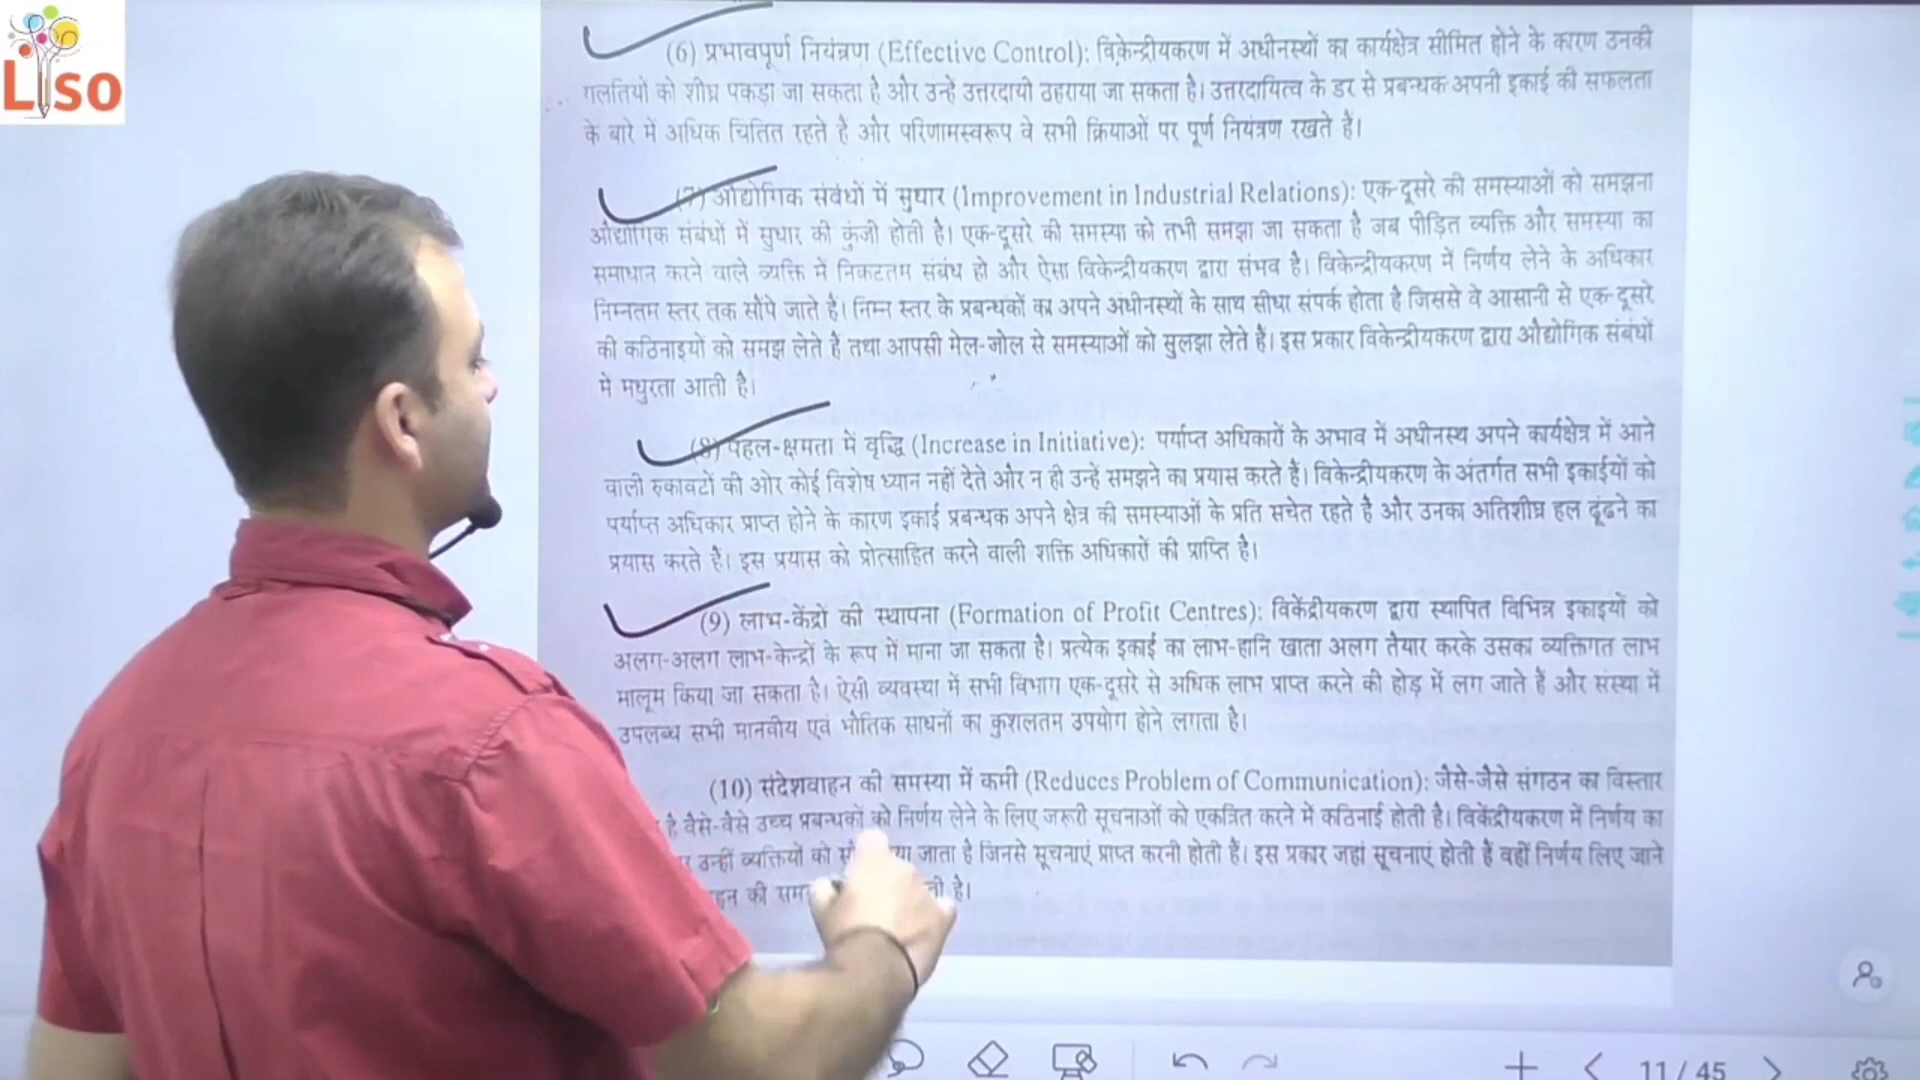 Liso
(6) प्रभावपूर्ण नियंत्रण (Effective Control): विकेन्द्रीयकरण में अधीनस्थों का कार्यक्षेत्र सीमित होने के कारण उनकी
गलतियों को शीघ्र पकड़ा जा सकता है और उन्हें उत्तरदायी ठहराया जा सकता है। उत्तरदायित्व के डर से प्रबन्धक अपनी इकाई की सफलता
के बारे में अधिक चिंतित रहते हैं और परिणामस्वरूप वे सभी क्रियाओं पर पूर्ण नियंत्रण रखते हैं।
(7) औद्योगिक संबंधों में सुधार (Improvement in Industrial Relations): एक-दूसरे की समस्याओं को समझना
औद्योगिक संबंधों में सुधार की कुंजी होती है। एक-दूसरे की समस्या को तभी समझा जा सकता है जब पीड़ित व्यक्ति और समस्या का
समाधान करने वाले व्यक्ति में निकटतम संबंध हो और ऐसा विकेन्द्रीयकरण द्वारा संभव है। विकेन्द्रीयकरण में निर्णय लेने के अधिकार
निम्नतम स्तर तक सौंपे जाते हैं। निम्न स्तर के प्रबन्धकों का अपने अधीनस्थों के साथ सीधा संपर्क होता है जिससे वे आसानी से एक-दूसरे
की कठिनाइयों को समझ लेते हैं तथा आपसी मेल-जोल से समस्याओं को सुलझा लेते हैं। इस प्रकार विकेन्द्रीयकरण द्वारा औद्योगिक संबंधों
में मधुरता आती है।
(8) पहल-क्षमता में वृद्धि (Increase in Initiative): पर्याप्त अधिकारों के अभाव में अधीनस्थ अपने कार्यक्षेत्र में आने
वाली रुकावटों की ओर कोई विशेष ध्यान नहीं देते और न ही उन्हें समझने का प्रयास करते हैं। विकेन्द्रीयकरण के अंतर्गत सभी इकाईयों को
पर्याप्त अधिकार प्राप्त होने के कारण इकाई प्रबन्धक अपने क्षेत्र की समस्याओं के प्रति सचेत रहते है और उनका अतिशीघ्र हल ढूंढने का
प्रयास करते हैं। इस प्रयास को प्रोत्साहित करने वाली शक्ति अधिकारों की प्राप्ति है।
(9) लाभ-केंद्रों की स्थापना (Formation of Profit Centres): विकेंद्रीयकरण द्वारा स्थापित विभिन्न इकाइयों को
अलग-अलग लाभ-केन्द्रों के रूप में माना जा सकता है। प्रत्येक इकाई का लाभ-हानि खाता अलग तैयार करके उसका व्यक्तिगत लाभ
मालूम किया जा सकता है। ऐसी व्यवस्था में सभी विभाग एक-दूसरे से अधिक लाभ प्राप्त करने की होड़ में लग जाते हैं और संस्था में
उपलब्ध सभी मानवीय एवं भौतिक साधनों का कुशलतम उपयोग होने लगता है।
(10) संदेशवाहन की समस्या में कमी (Reduces Problem of Communication): जैसे-जैसे संगठन का विस्तार
है वैसे-वैसे उच्च प्रबन्धकों को निर्णय लेने के लिए जरूरी सूचनाओं को एकत्रित करने में कठिनाई होती है। विकेंद्रीयकरण में निर्णय का
उन्हीं व्यक्तियों को जाता है जिनसे सूचनाएं प्राप्त करनी होती हैं। इस प्रकार जहां सूचनाएं होती हैं वहीं निर्णय लिए जाने
की है।
11 / 45